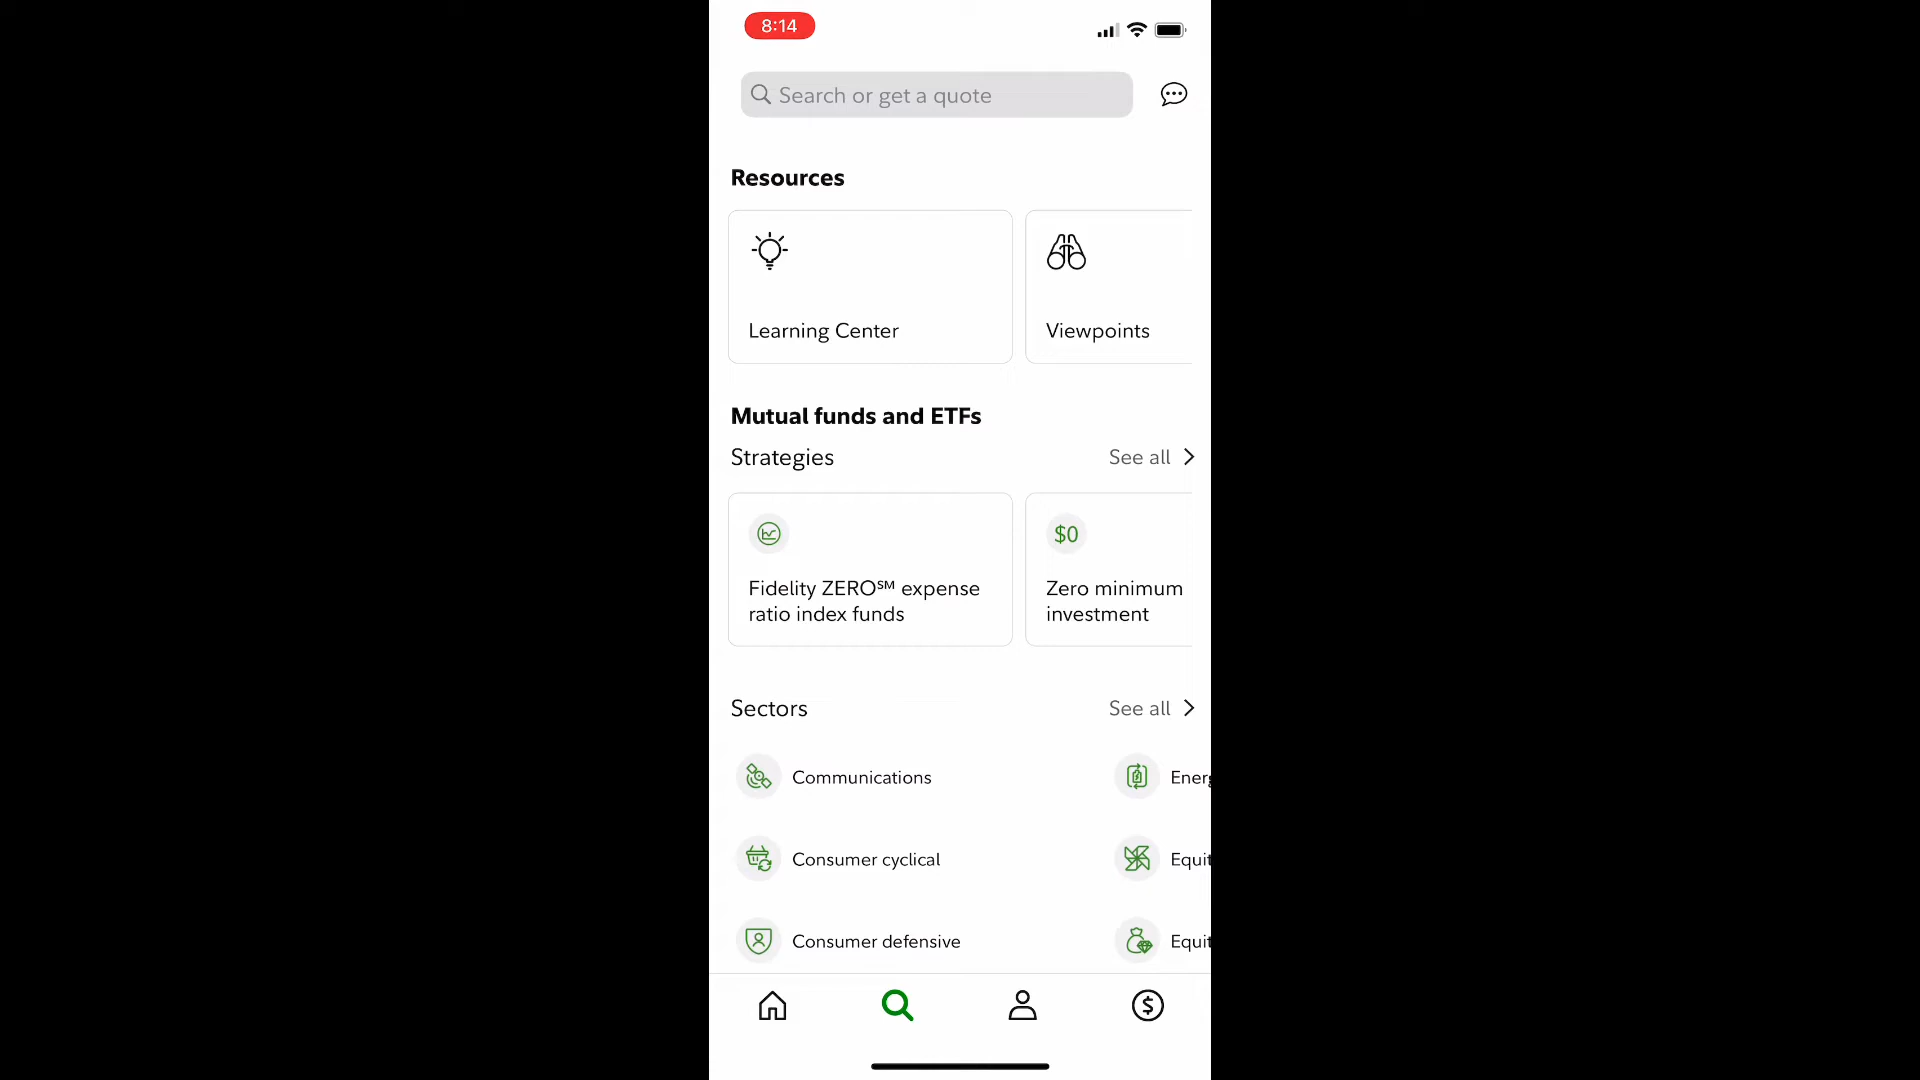 8:14
Search or get a quote
Resources
Learning Center
Viewpoints
Mutual funds and ETFs
Strategies
See all
$0
Fidelity ZERO℠ expense
ratio index funds
Zero minimum
investment
Sectors
See all
Communications
Ener
Consumer cyclical
Equit
Consumer defensive
Equit